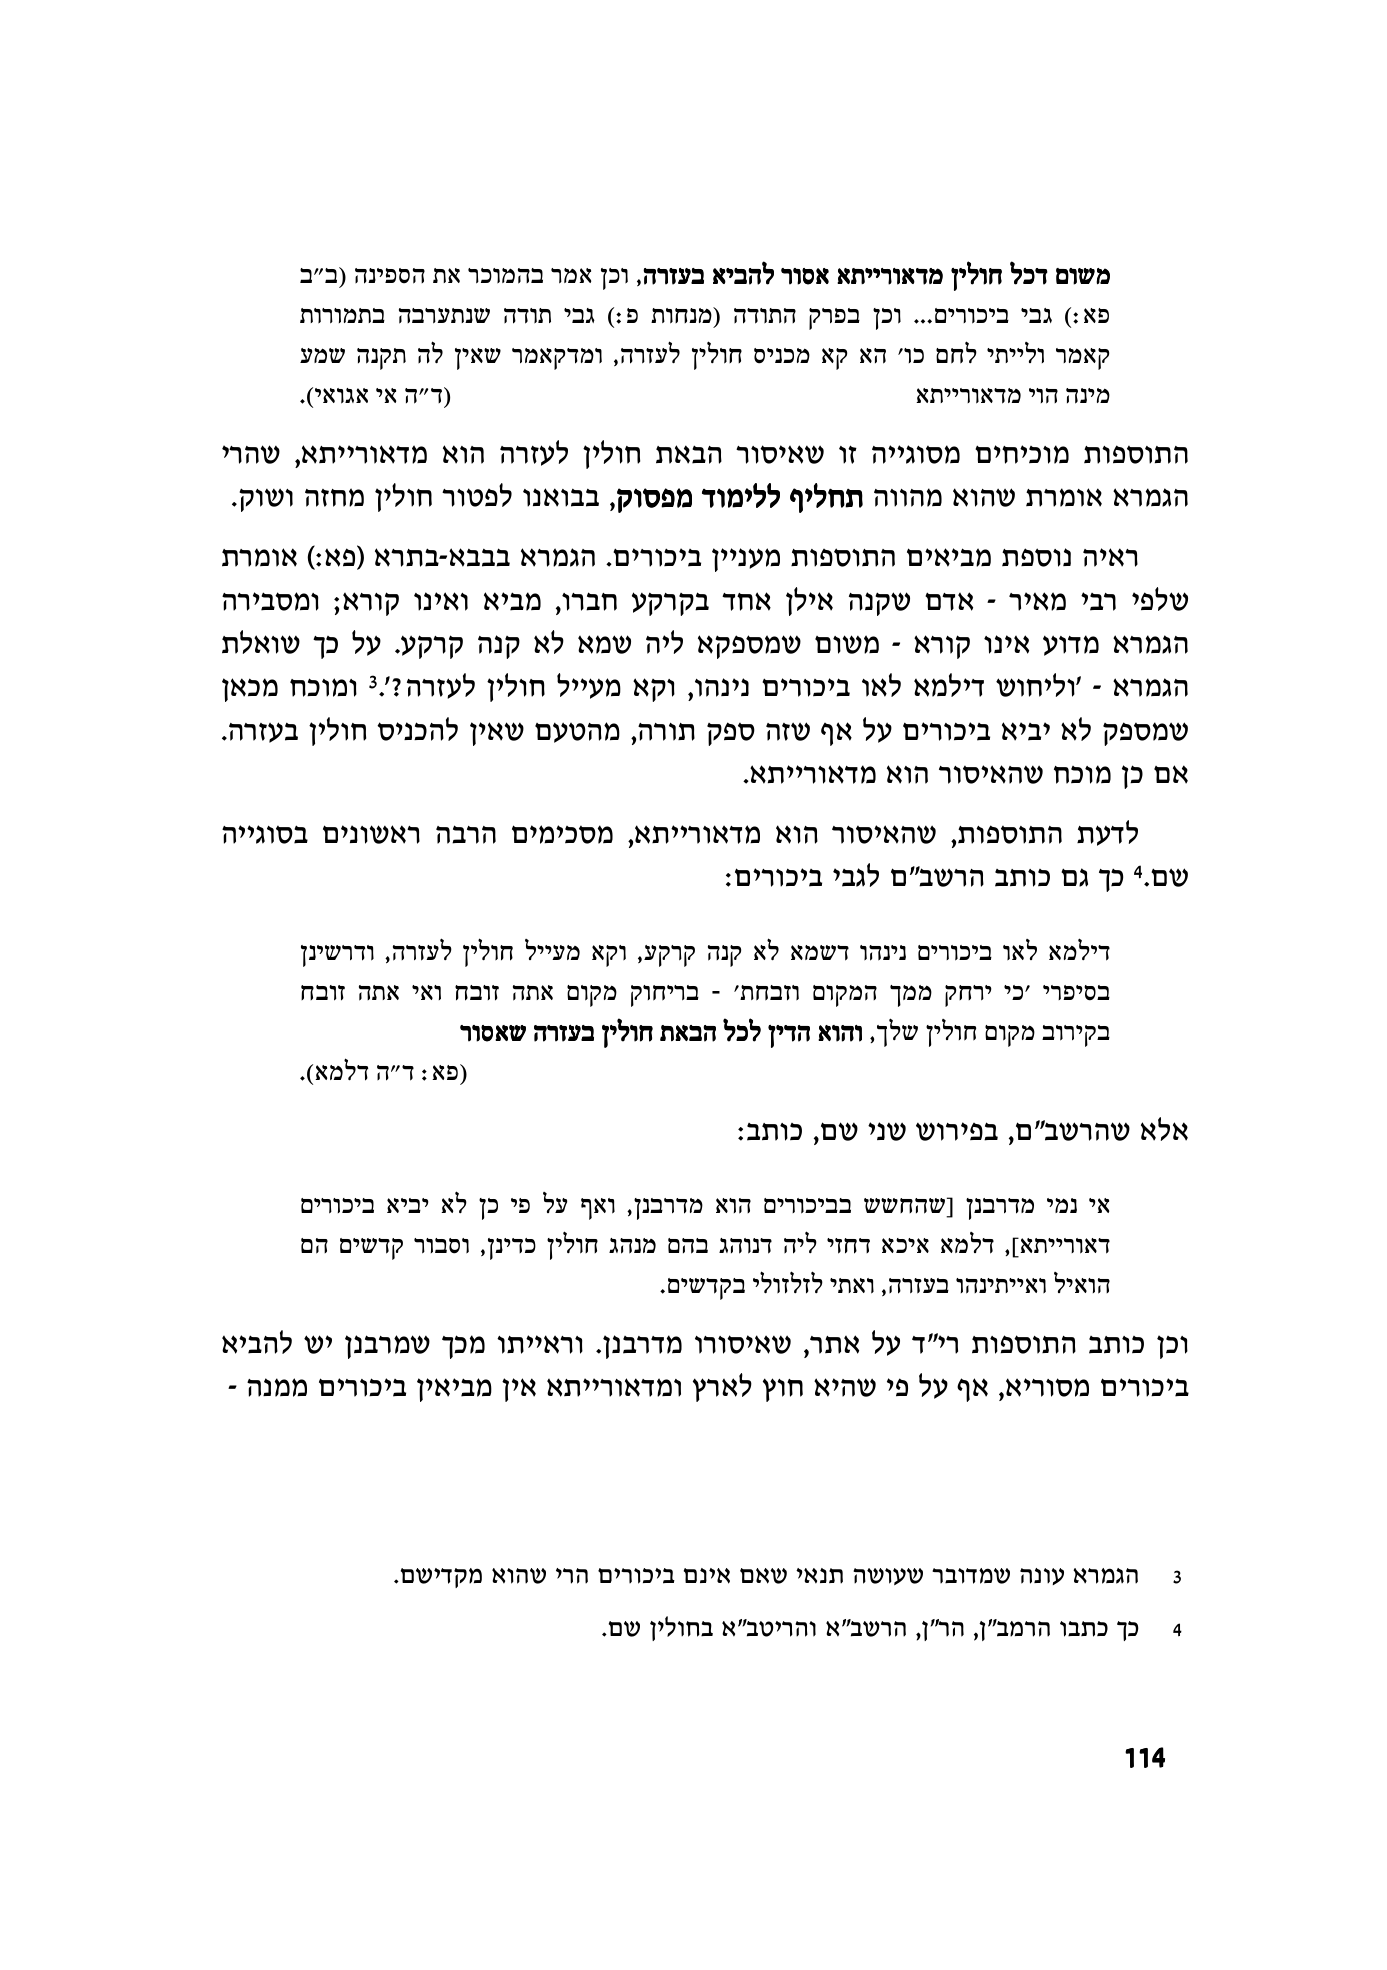 משום דכל חולין מדאורייתא אסור להביא בעזרה, וכן אמר בהמוכר את הספינה (ב״ב
פא:) גבי ביכורים... וכן בפרק התודה (מנחות פ:) גבי תודה שנתערבה בתמורות
קאמר ולייתי לחם כו׳ הא קא מכניס חולין לעזרה, ומדקאמר שאין לה תקנה שמע
מינה הוי מדאורייתא (ד״ה אי אגואי).
התוספות מוכיחים מסוגייה זו שאיסור הבאת חולין לעזרה הוא מדאורייתא, שהרי
הגמרא אומרת שהוא מהווה תחליף ללימוד מפסוק, בבואנו לפטור חולין מחזה ושוק.
ראיה נוספת מביאים התוספות מעניין ביכורים. הגמרא בבבא-בתרא (פא:) אומרת
שלפי רבי מאיר - אדם שקנה אילן אחד בקרקע חברו, מביא ואינו קורא; ומסבירה
הגמרא מדוע אינו קורא - משום שמספקא ליה שמא לא קנה קרקע. על כך שואלת
הגמרא - ׳וליחוש דילמא לאו ביכורים נינהו, וקא מעייל חולין לעזרה?׳.3 ומוכח מכאן
שמספק לא יביא ביכורים על אף שזה ספק תורה, מהטעם שאין להכניס חולין בעזרה.
אם כן מוכח שהאיסור הוא מדאורייתא.
לדעת התוספות, שהאיסור הוא מדאורייתא, מסכימים הרבה ראשונים בסוגייה
שם.4 כך גם כותב הרשב״ם לגבי ביכורים:
דילמא לאו ביכורים נינהו דשמא לא קנה קרקע, וקא מעייל חולין לעזרה, ודרשינן
בסיפרי ׳כי ירחק ממך המקום וזבחת׳ - בריחוק מקום אתה זובח ואי אתה זובח
בקירוב מקום חולין שלך, והוא הדין לכל הבאת חולין בעזרה שאסור
(פא: ד״ה דלמא).
אלא שהרשב״ם, בפירוש שני שם, כותב:
אי נמי מדרבנן [שהחשש בביכורים הוא מדרבנן, ואף על פי כן לא יביא ביכורים
דאורייתא], דלמא איכא דחזי ליה דנוהג בהם מנהג חולין כדינן, וסבור קדשים הם
הואיל ואייתינהו בעזרה, ואתי לזלזולי בקדשים.
וכן כותב התוספות רי״ד על אתר, שאיסורו מדרבנן. וראייתו מכך שמרבנן יש להביא
ביכורים מסוריא, אף על פי שהיא חוץ לארץ ומדאורייתא אין מביאין ביכורים ממנה -
3 הגמרא עונה שמדובר שעושה תנאי שאם אינם ביכורים הרי שהוא מקדישם.
4 כך כתבו הרמב״ן, הר״ן, הרשב״א והריטב״א בחולין שם.
114